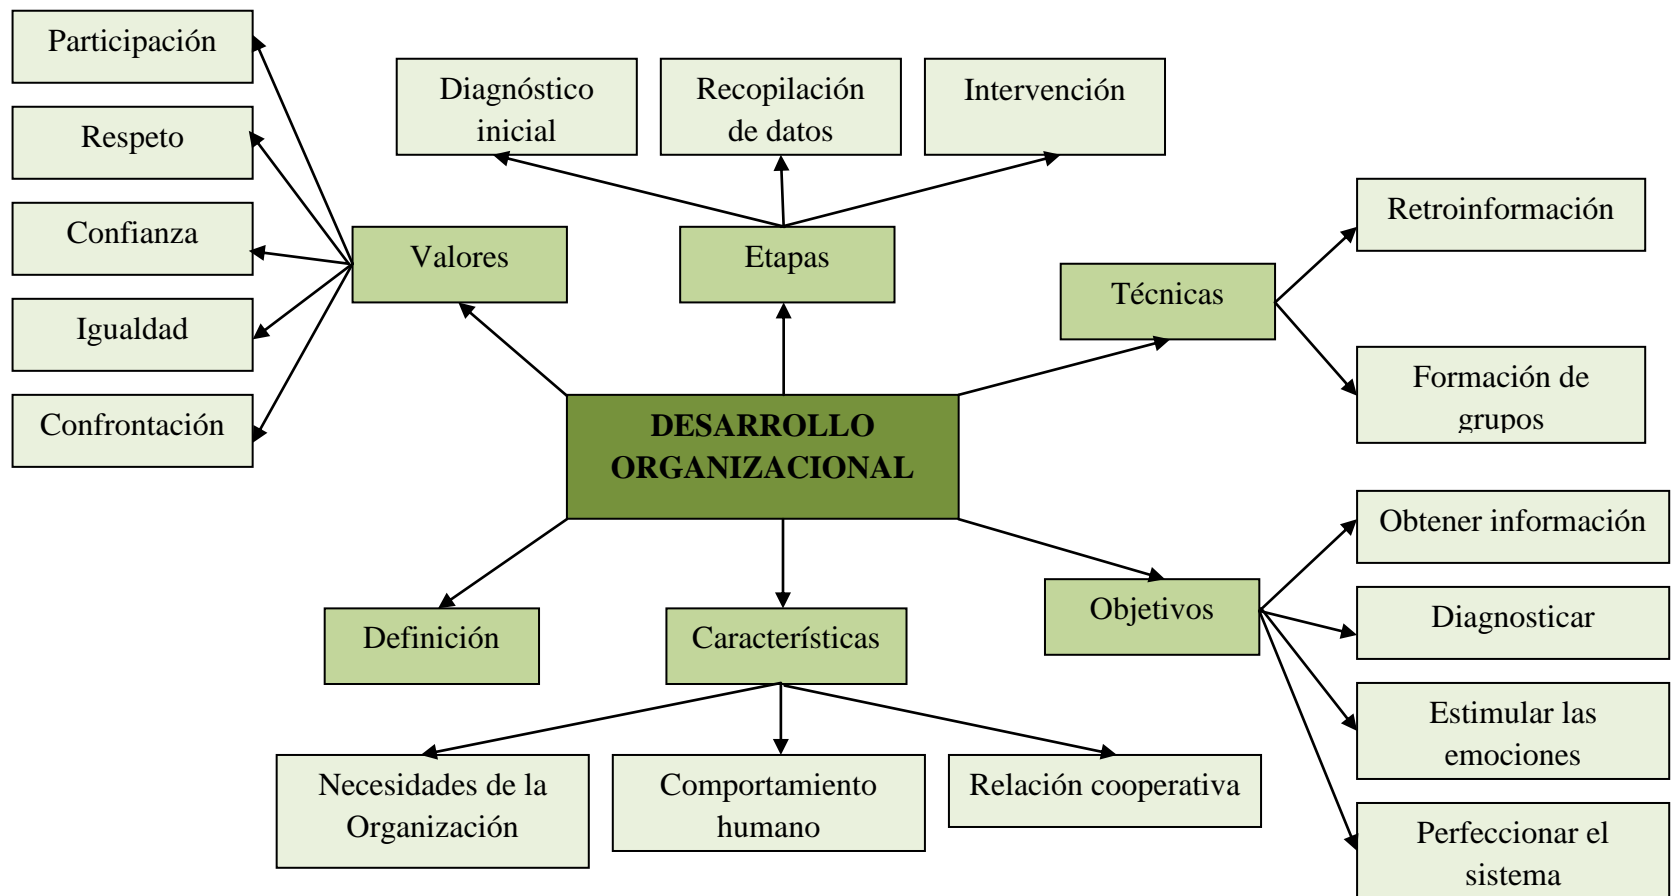 Participación
Respeto
Confianza
Igualdad
Confrontación
Valores
Diagnóstico
inicial
Recopilación
de datos
Intervención
Etapas
Técnicas
Retroinformación
Formación de
grupos
DESARROLLO
ORGANIZACIONAL
Definición
Características
Necesidades de la
Organización
Comportamiento
humano
Relación cooperativa
Objetivos
Obtener información
Diagnosticar
Estimular las
emociones
Perfeccionar el
sistema